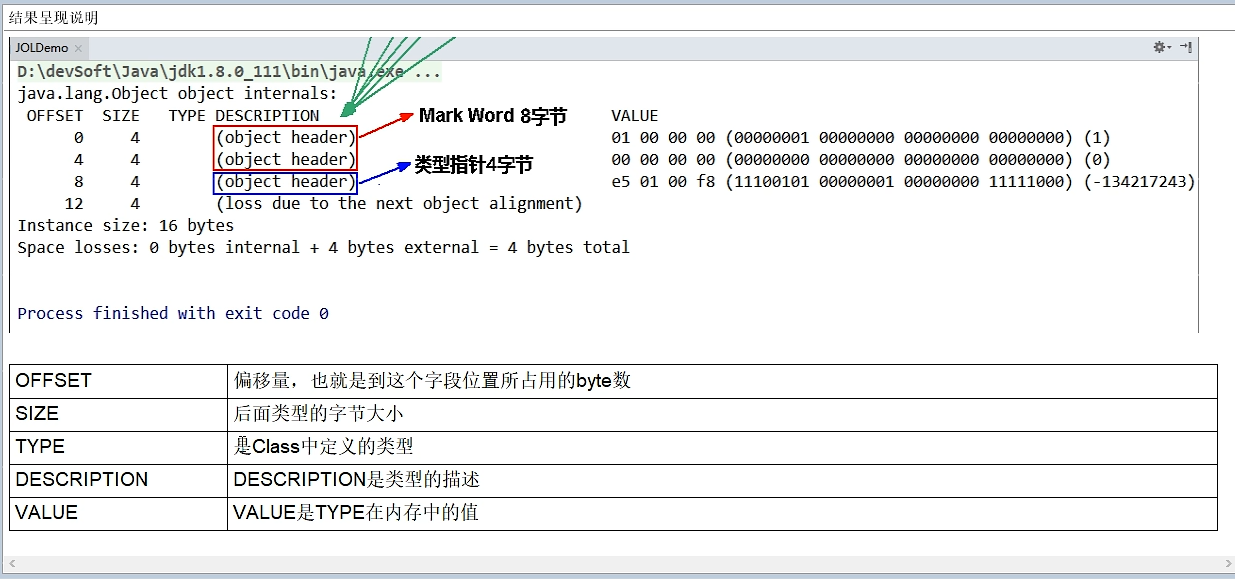 结果呈现说明
JOLDemo ×
D:\devSoft\Java\jdk1.8.0_111\bin\java.exe ...
java.lang.Object object internals:
OFFSET SIZE TYPE DESCRIPTION Mark Word 8字节 VALUE
0 4 (object header) 01 00 00 00 (00000001 00000000 00000000 00000000) (1)
4 4 (object header) 类型指针4字节 00 00 00 00 (00000000 00000000 00000000 00000000) (0)
8 4 (object header) e5 01 00 f8 (11100101 00000001 00000000 11111000) (-134217243)
12 4 (loss due to the next object alignment)
Instance size: 16 bytes
Space losses: 0 bytes internal + 4 bytes external = 4 bytes total
Process finished with exit code 0
OFFSET 偏移量，也就是到这个字段位置所占用的byte数
SIZE 后面类型的字节大小
TYPE 是Class中定义的类型
DESCRIPTION DESCRIPTION是类型的描述
VALUE VALUE是TYPE在内存中的值